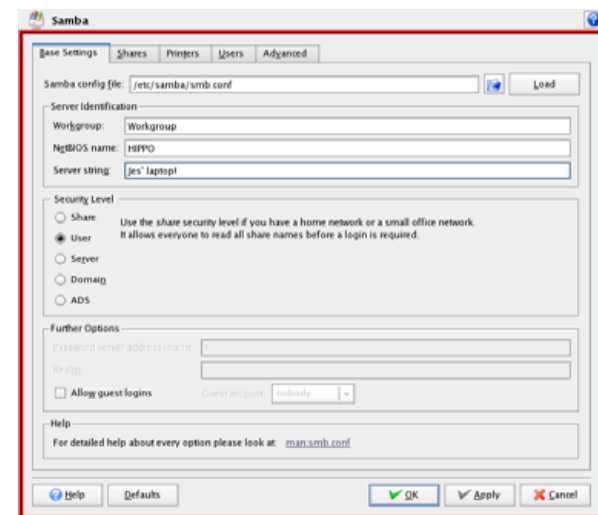 Samba
Base Settings Shares Printers Users Advanced
Samba config file: /etc/samba/smb.conf Load
Server Identification
Workgroup: Workgroup
NetBIOS name: HIPPO
Server string: Jes' laptop!
Security Level
Share
Use the share security level if you have a home network or a small office network.
User
It allows everyone to read all share names before a login is required.
Server
Domain
ADS
Further Options
Password server address/name: *
Realm:
Allow guest logins Guest account: nobody
Help
For detailed help about every option please look at: man:smb.conf
Help Defaults OK Apply Cancel